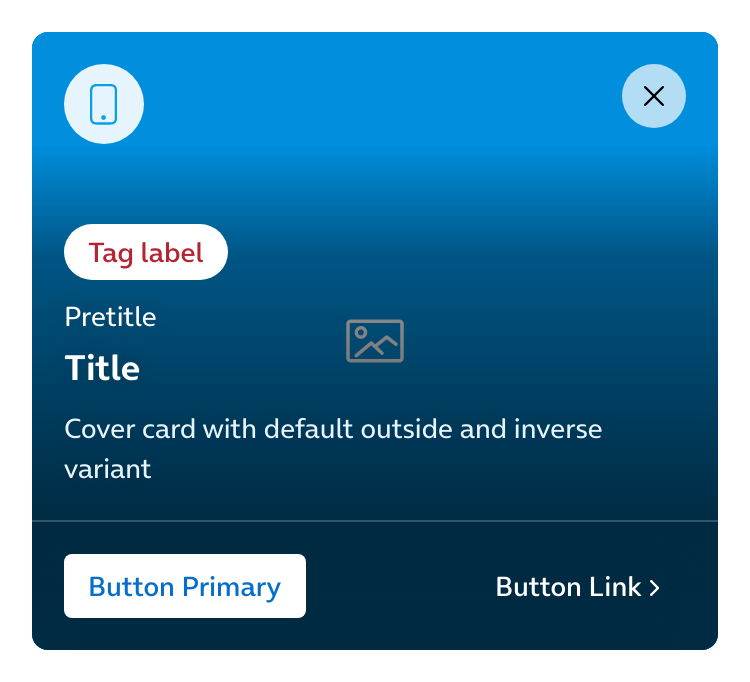 Tag label
Pretitle
Title
Cover card with default outside and inverse
variant
Button Primary
Button Link